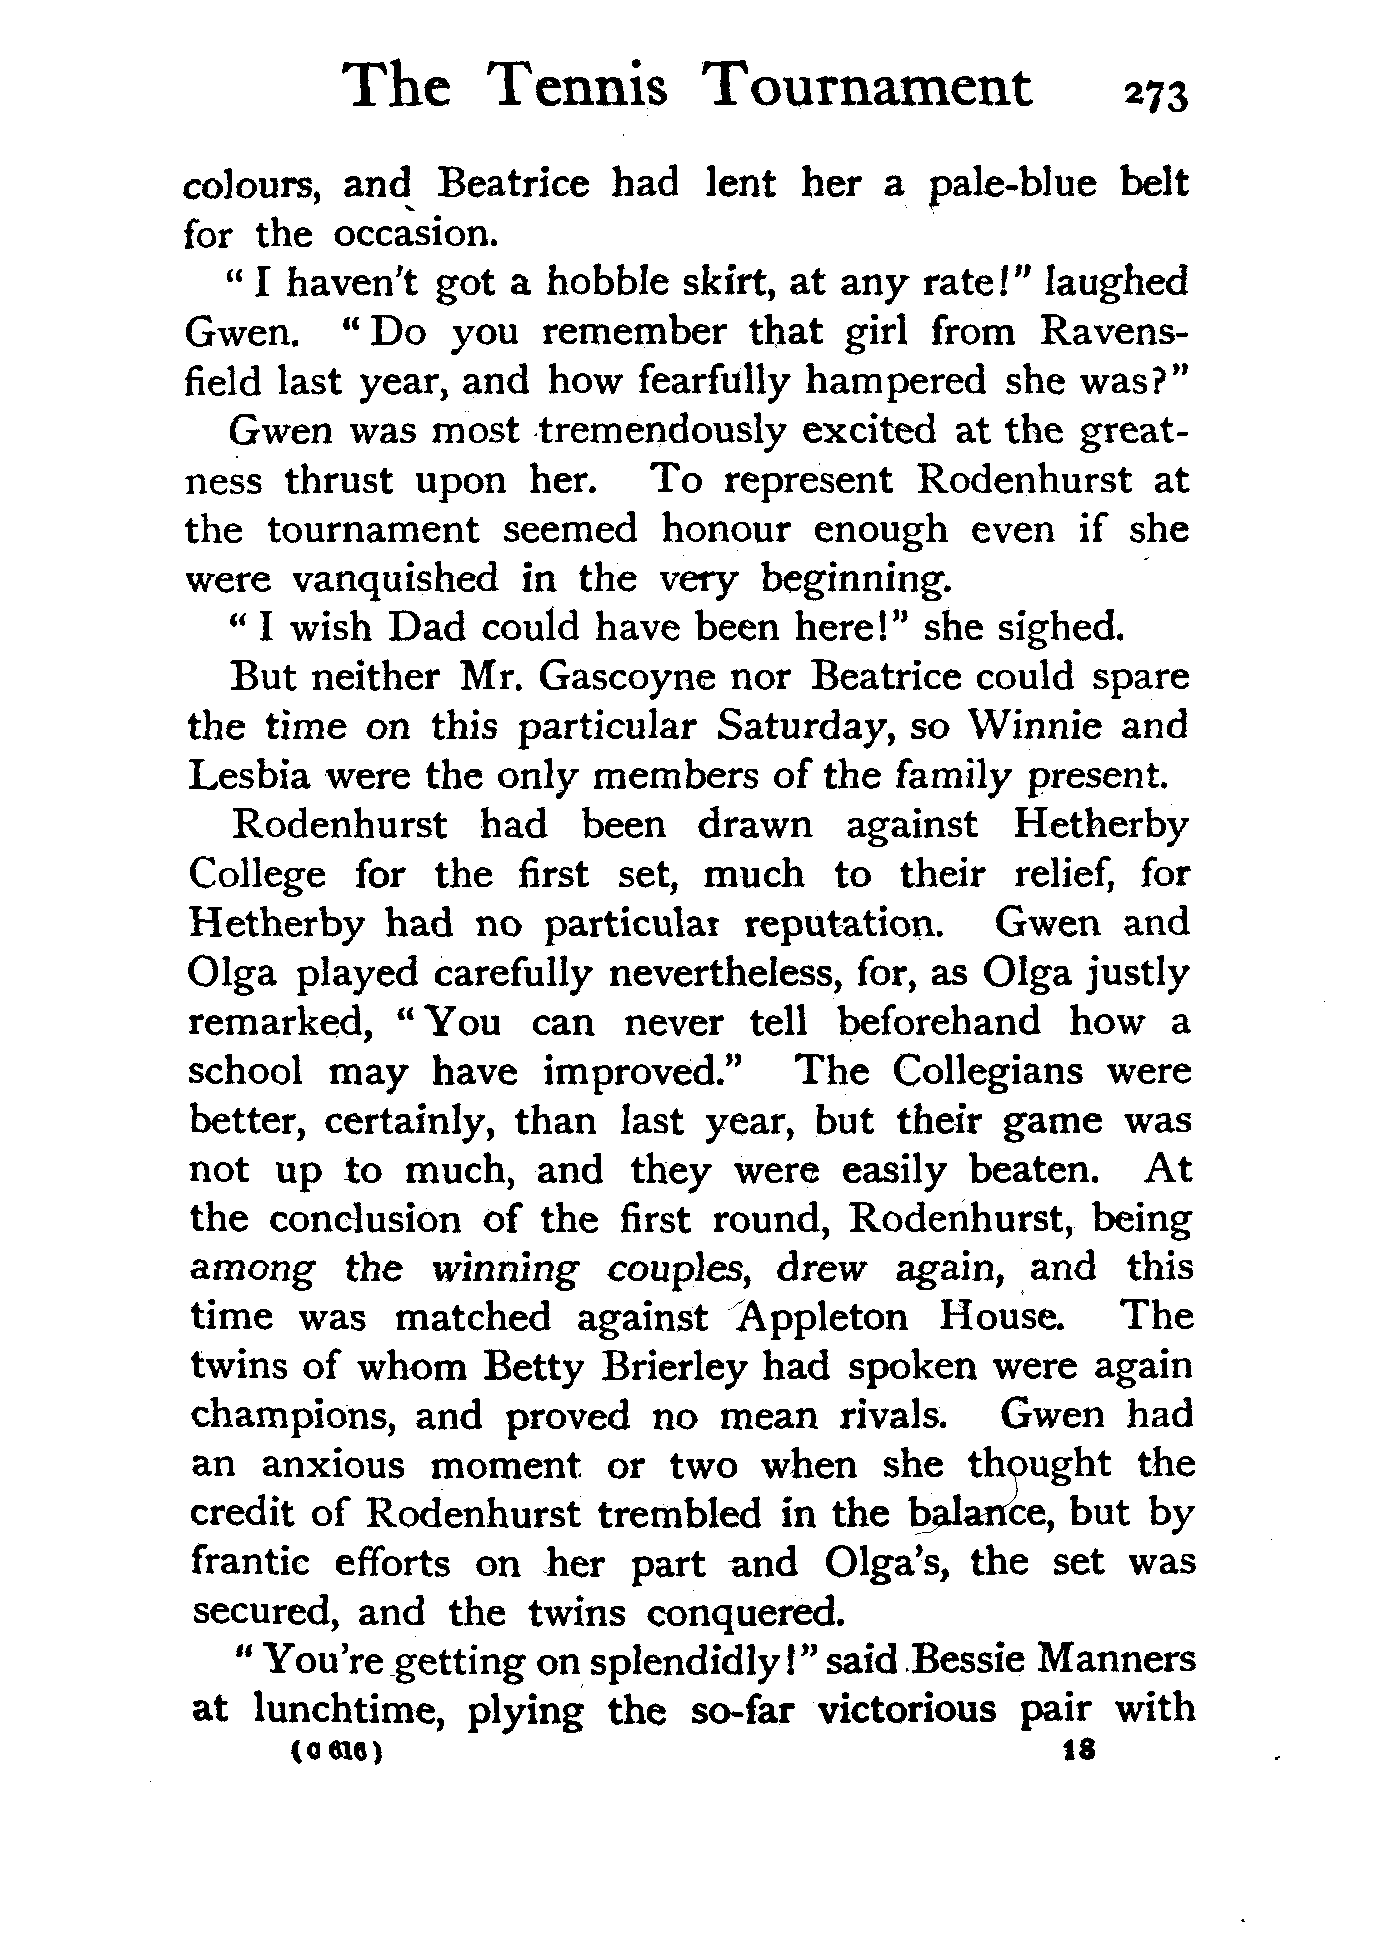 The Tennis Tournament 273
colours, and Beatrice had lent her a pale-blue belt
for the occasion.
“ I haven't got a hobble skirt, at any rate!” laughed
Gwen. “ Do you remember that girl from Ravens-
field last year, and how fearfully hampered she was?”
Gwen was most tremendously excited at the great-
ness thrust upon her. To represent Rodenhurst at
the tournament seemed honour enough even if she
were vanquished in the very beginning.
“ I wish Dad could have been here!” she sighed.
But neither Mr. Gascoyne nor Beatrice could spare
the time on this particular Saturday, so Winnie and
Lesbia were the only members of the family present.
Rodenhurst had been drawn against Hetherby
College for the first set, much to their relief, for
Hetherby had no particular reputation. Gwen and
Olga played carefully nevertheless, for, as Olga justly
remarked, “ You can never tell beforehand how a
school may have improved.” The Collegians were
better, certainly, than last year, but their game was
not up to much, and they were easily beaten. At
the conclusion of the first round, Rodenhurst, being
among the winning couples, drew again, and this
time was matched against Appleton House. The
twins of whom Betty Brierley had spoken were again
champions, and proved no mean rivals. Gwen had
an anxious moment or two when she thought the
credit of Rodenhurst trembled in the balance, but by
frantic efforts on her part and Olga's, the set was
secured, and the twins conquered.
“ You're getting on splendidly!” said Bessie Manners
at lunchtime, plying the so-far victorious pair with
(C 616) 18